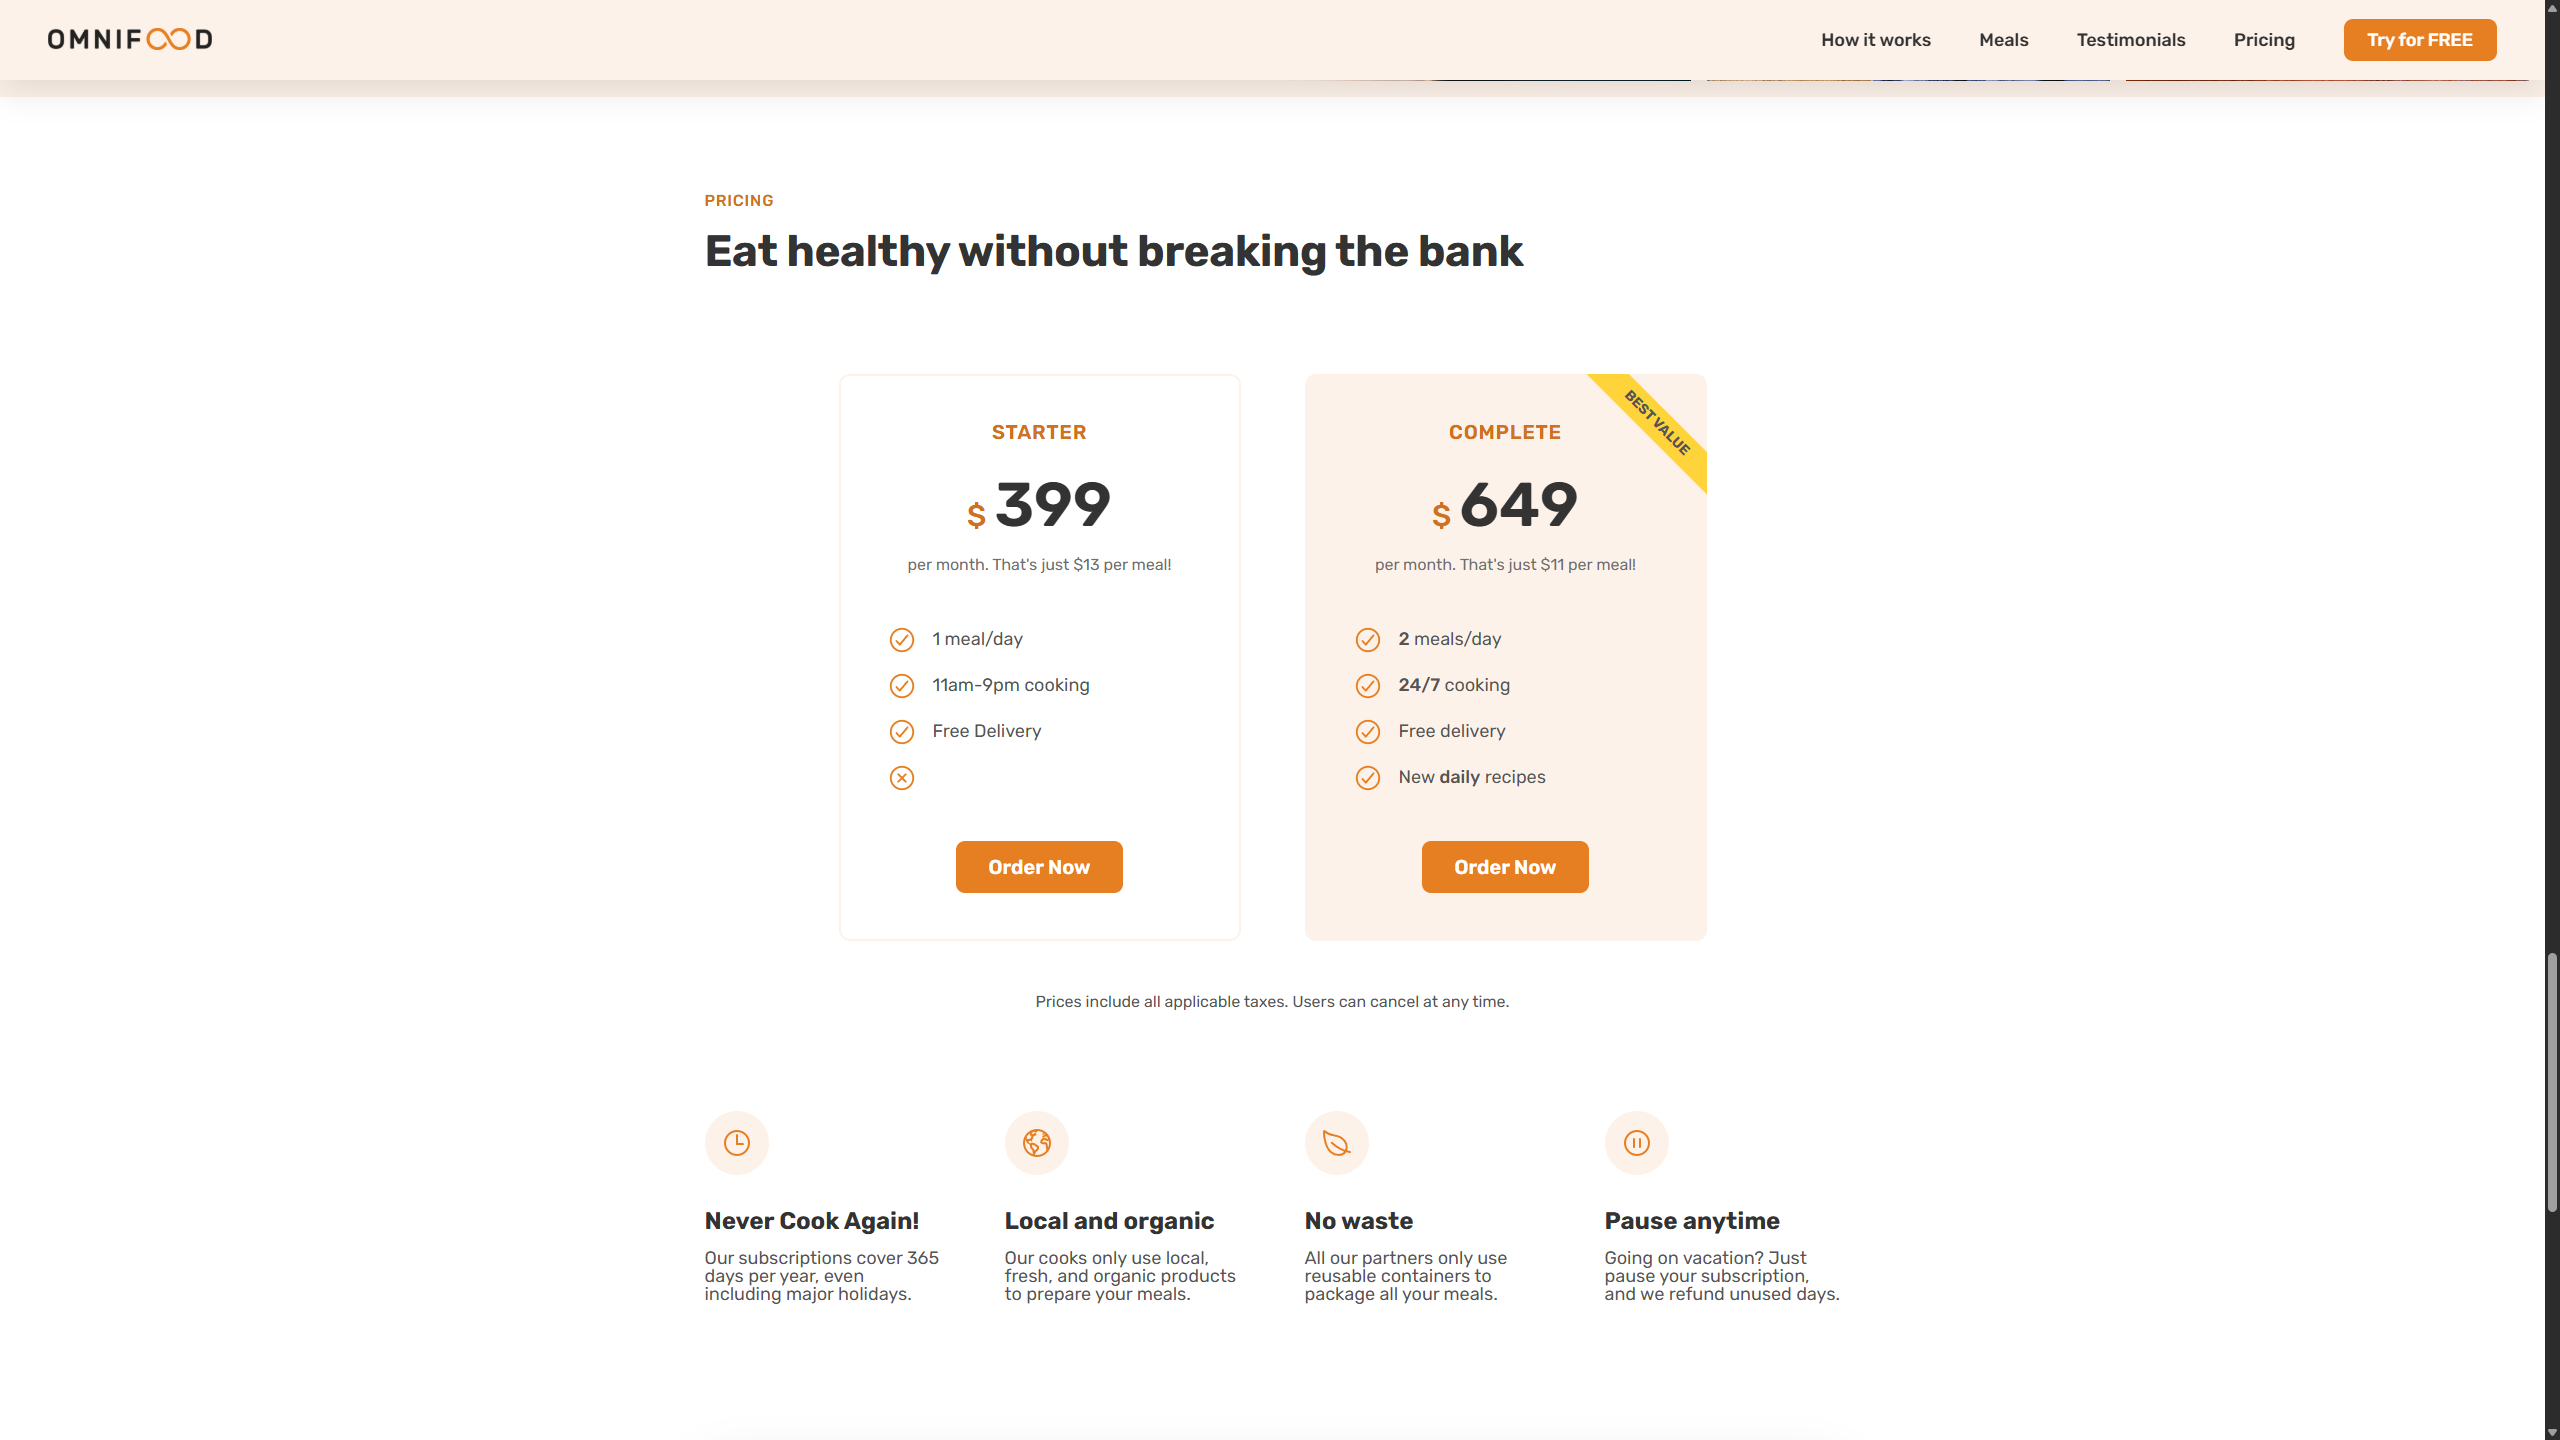 OMNIFOOD
How it works
Meals
Testimonials
Pricing
Try for FREE
PRICING
Eat healthy without breaking the bank
STARTER
$ 399
per month. That's just $13 per meal!
1 meal/day
11am-9pm cooking
Free Delivery
Order Now
BEST VALUE
COMPLETE
$ 649
per month. That's just $11 per meal!
2 meals/day
24/7 cooking
Free delivery
New daily recipes
Order Now
Prices include all applicable taxes. Users can cancel at any time.
Never Cook Again!
Our subscriptions cover 365
days per year, even
including major holidays.
Local and organic
Our cooks only use local,
fresh, and organic products
to prepare your meals.
No waste
All our partners only use
reusable containers to
package all your meals.
Pause anytime
Going on vacation? Just
pause your subscription,
and we refund unused days.